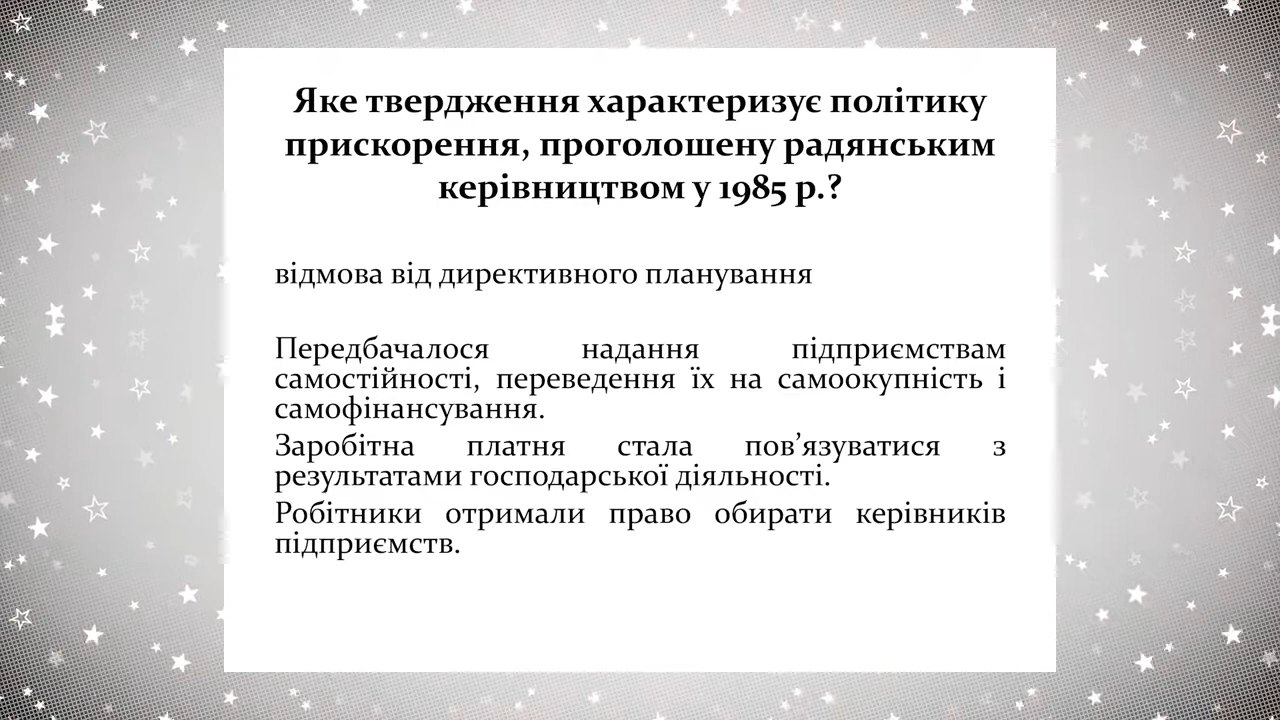 Яке твердження характеризує політику
прискорення, проголошену радянським
керівництвом у 1985 р.?
відмова від директивного планування
Передбачалося надання підприємствам
самостійності, переведення їх на самоокупність і
самофінансування.
Заробітна платня стала пов’язуватися з
результатами господарської діяльності.
Робітники отримали право обирати керівників
підприємств.